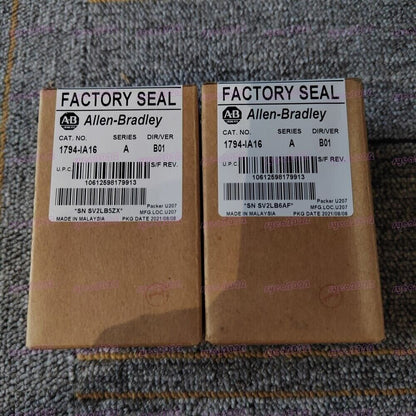 FACTORY SEAL
AB Allen-Bradley
CAT. NO. SERIES DIR/VER
1794-IA16 A B01
U.P.C. S/F REV.
10612598179913
Packer U207
"SN SV2LB5ZX" MFG.LOC.U207
MADE IN MALAYSIA PKG DATE 2021/08/08
FACTORY SEAL
AB Allen-Bradley
CAT. NO. SERIES DIR/VER
1794-IA16 A B01
U.P.C. S/F REV.
10612598179913
Packer U207
"SN SV2LB6AF" MFG.LOC.U207
MADE IN MALAYSIA PKG DATE 2021/08/08